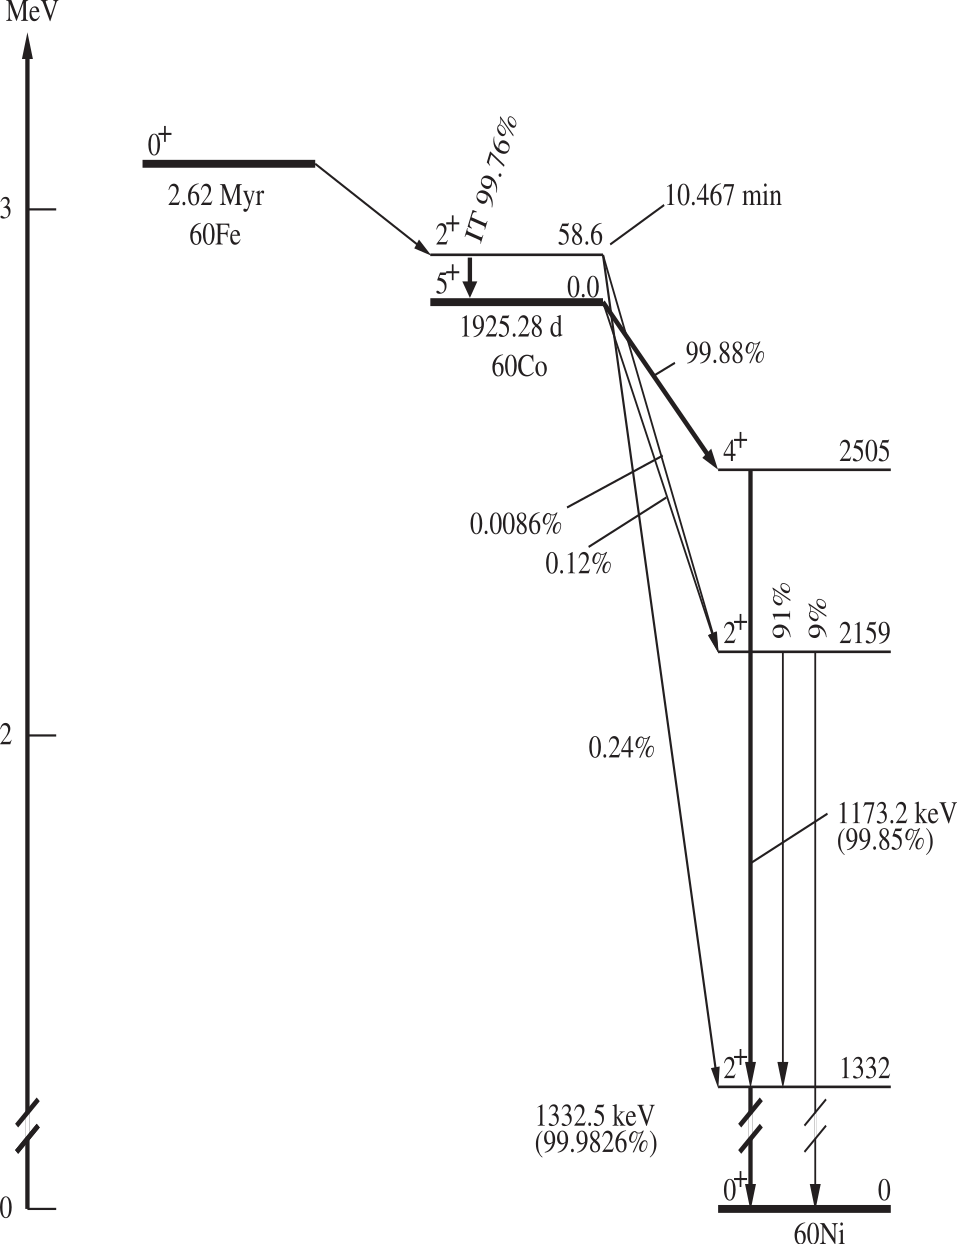 MeV
0+
2.62 Myr
60Fe
3
IT 99.76%
2+
58.6
10.467 min
5+
0.0
1925.28 d
60Co
99.88%
4+
2505
0.0086%
0.12%
91%
9%
2+
2159
2
0.24%
1173.2 keV
(99.85%)
2+
1332
1332.5 keV
(99.9826%)
0+
0
0
60Ni